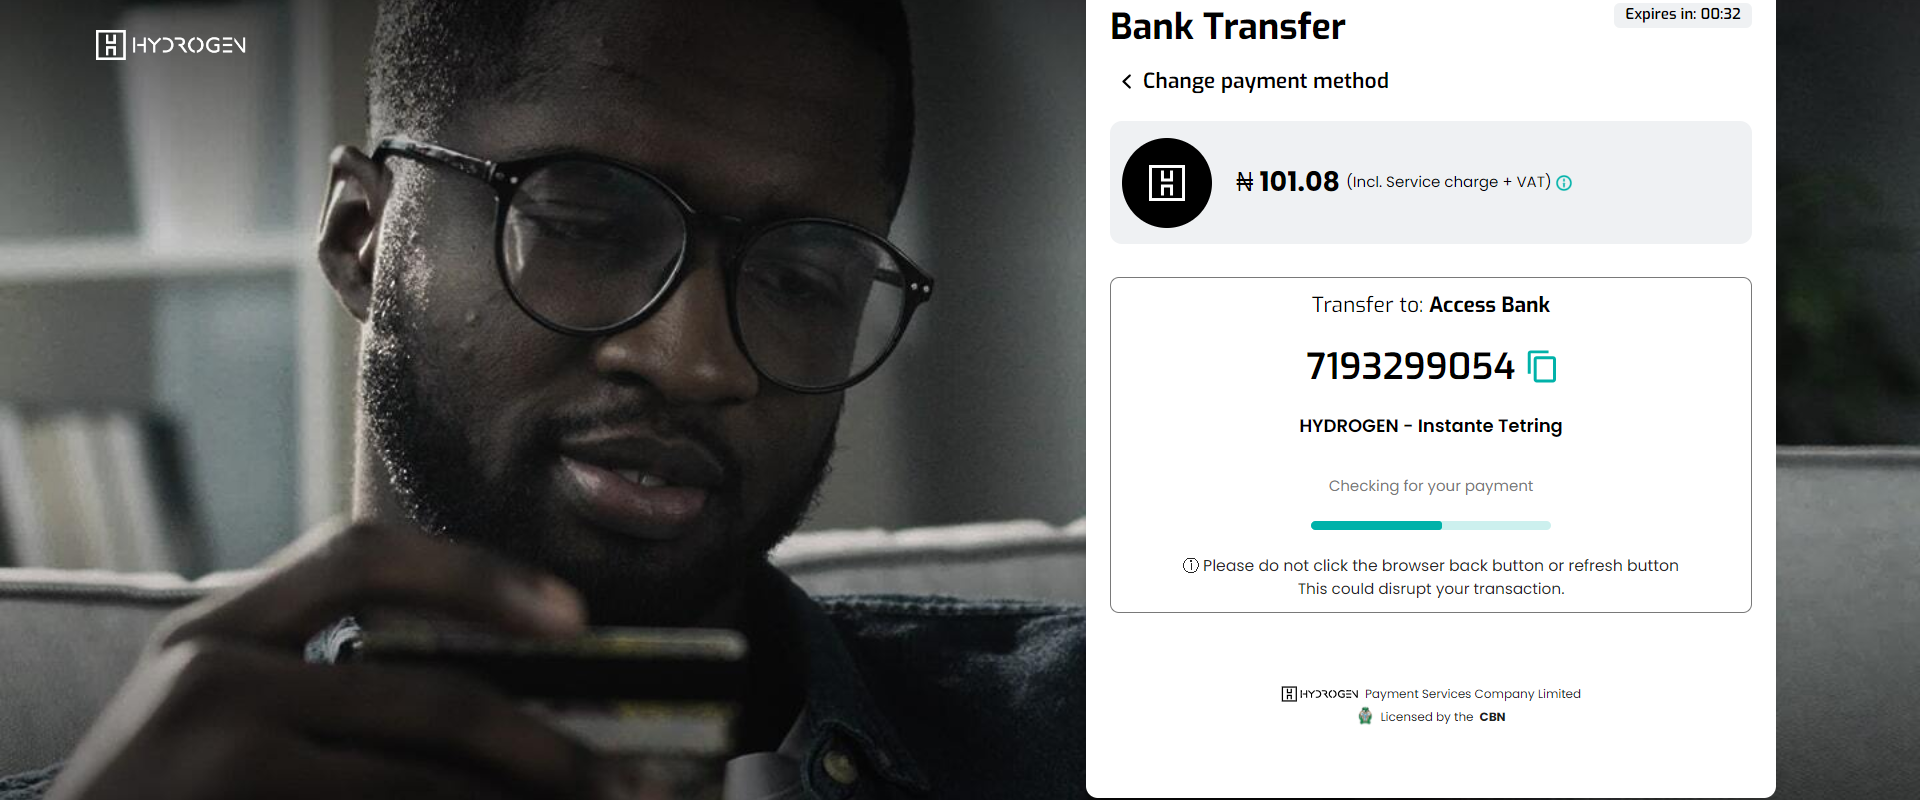 HYDROGEN
Bank Transfer
Expires in: 00:32
Change payment method
₦ 101.08 (Incl. Service charge + VAT)
Transfer to: Access Bank
7193299054
HYDROGEN - Instante Tetring
Checking for your payment
Please do not click the browser back button or refresh button
This could disrupt your transaction.
HYDROGEN Payment Services Company Limited
Licensed by the CBN